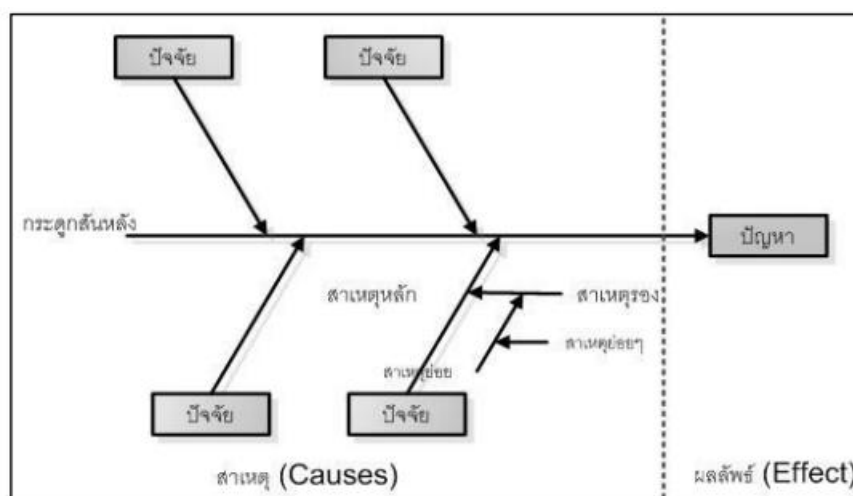 ปัจจัย
ปัจจัย
กระดูกสันหลัง
ปัญหา
สาเหตุหลัก
สาเหตุรอง
สาเหตุย่อยๆ
สาเหตุย่อย
ปัจจัย
ปัจจัย
สาเหตุ (Causes)
ผลลัพธ์ (Effect)